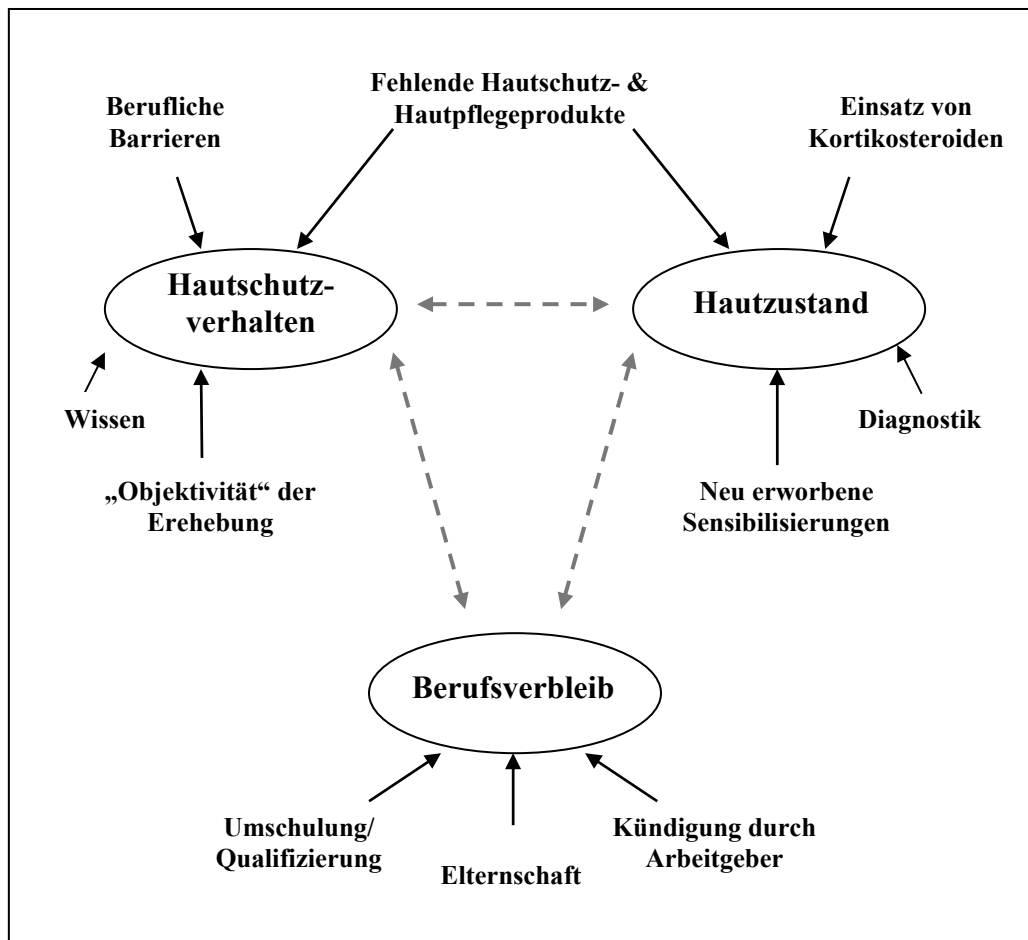 Fehlende Hautschutz- &
Hautpflegeprodukte
Berufliche
Barrieren
Einsatz von
Kortikosteroiden
Hautschutz-
verhalten
Hautzustand
Wissen
Diagnostik
„Objektivität“ der
Erehebung
Neu erworbene
Sensibilisierungen
Berufsverbleib
Umschulung/
Qualifizierung
Elternschaft
Kündigung durch
Arbeitgeber